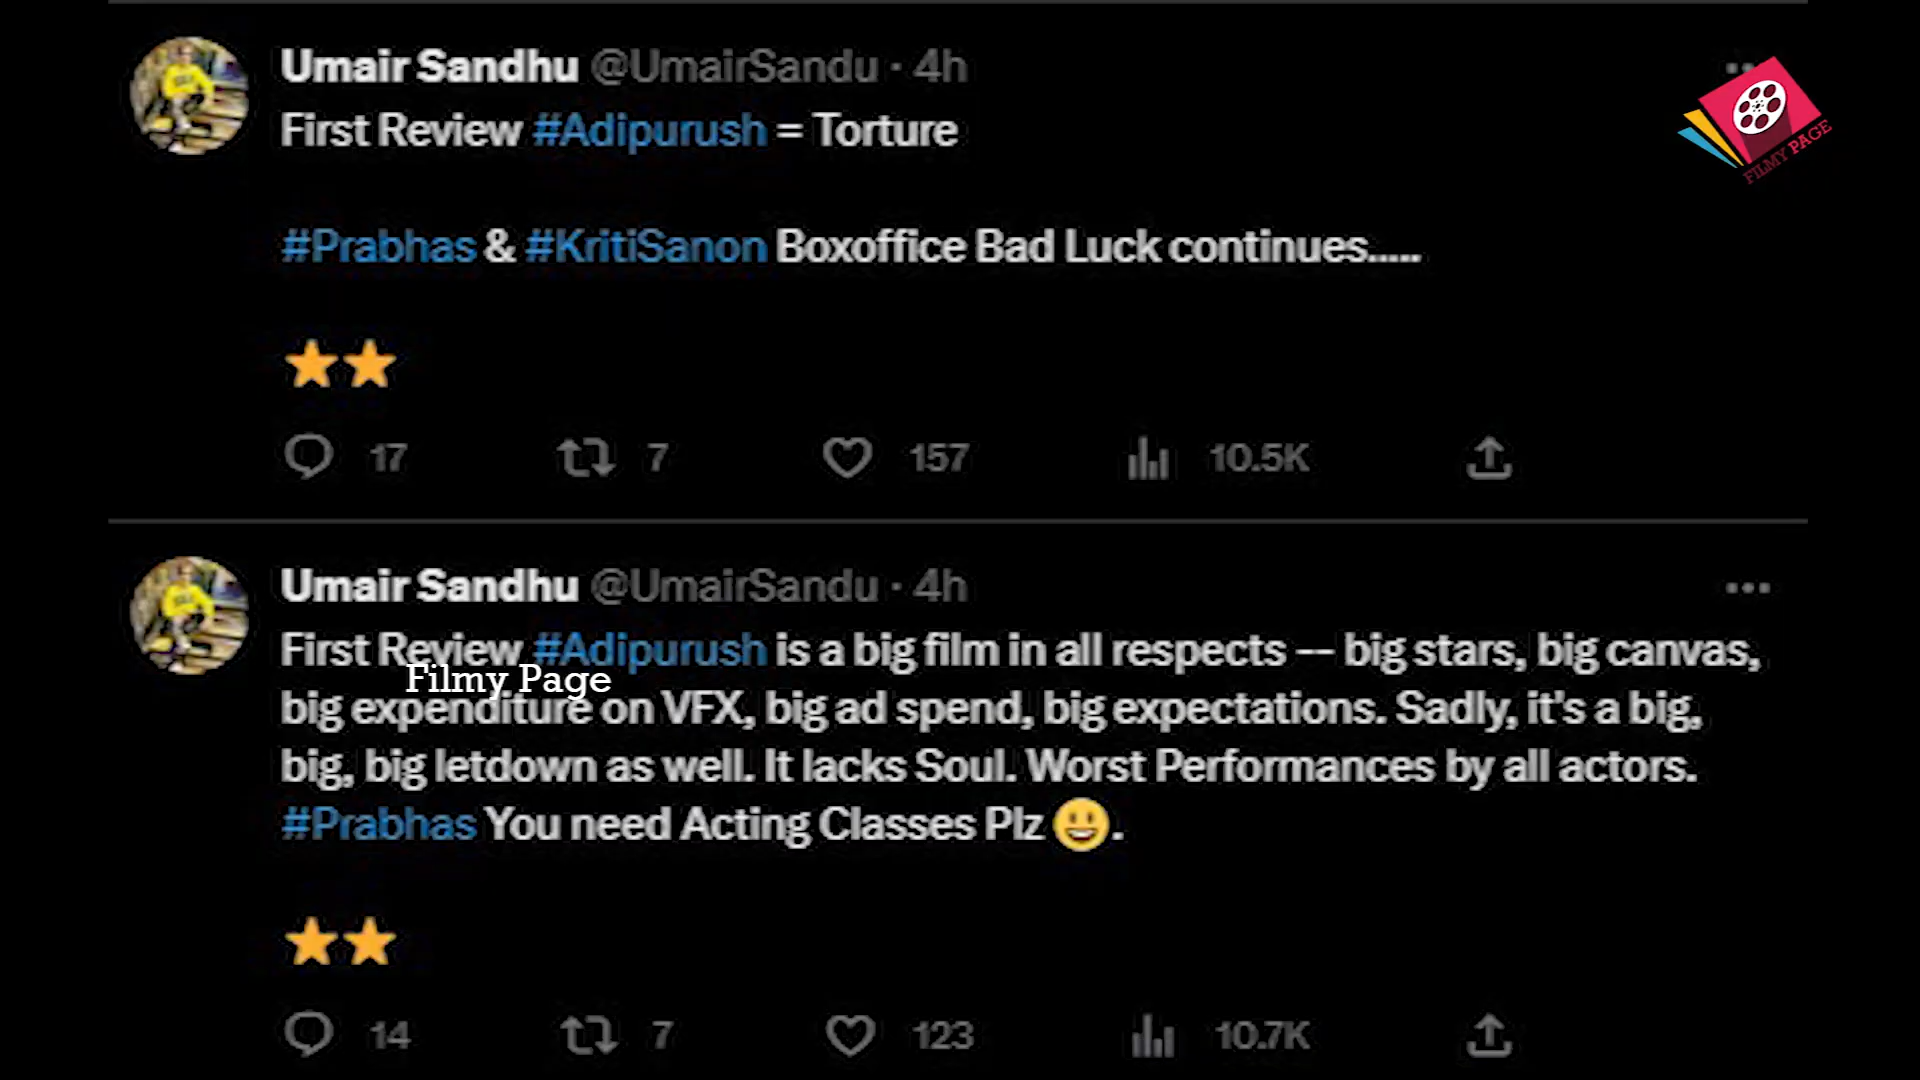 Umair Sandhu @UmairSandu · 4h
First Review #Adipurush = Torture
FILMY PAGE
#Prabhas & #KritiSanon Boxoffice Bad Luck continues.....
17 7 157 10.5K
Umair Sandhu @UmairSandu · 4h
First Review #Adipurush is a big film in all respects -- big stars, big canvas,
Filmy Page
big expenditure on VFX, big ad spend, big expectations. Sadly, it's a big,
big, big letdown as well. It lacks Soul. Worst Performances by all actors.
#Prabhas You need Acting Classes Plz 😃.
14 7 123 10.7K